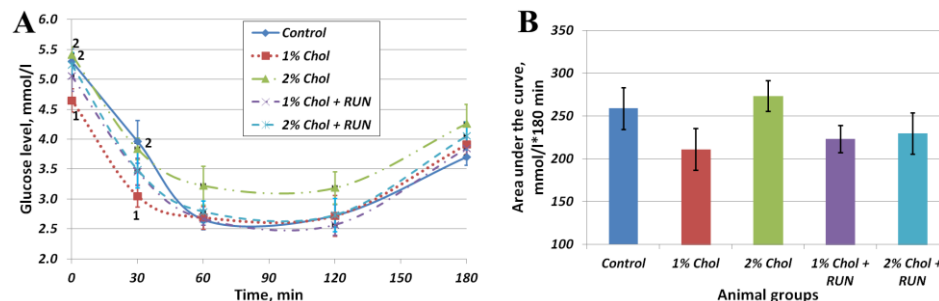 A
Glucose level, mmol/l
6.0
5.5
5.0
4.5
4.0
3.5
3.0
2.5
2.0
2
2
1
2
1
Control
1% Chol
2% Chol
1% Chol + RUN
2% Chol + RUN
0
30
60
90
120
150
180
Time, min
B
Area under the curve,
mmol/l*180 min
350
300
250
200
150
100
Control
1% Chol
2% Chol
1% Chol +
RUN
2% Chol +
RUN
Animal groups